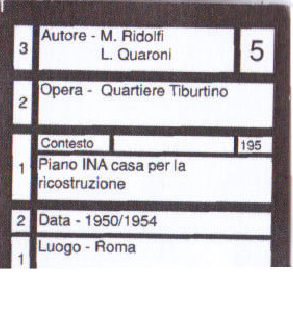 3 Autore - M. Ridolfi 5
L. Quaroni
2 Opera - Quartiere Tiburtino
Contesto 195
1 Piano INA casa per la
ricostruzione
2 Data - 1950/1954
1 Luogo - Roma